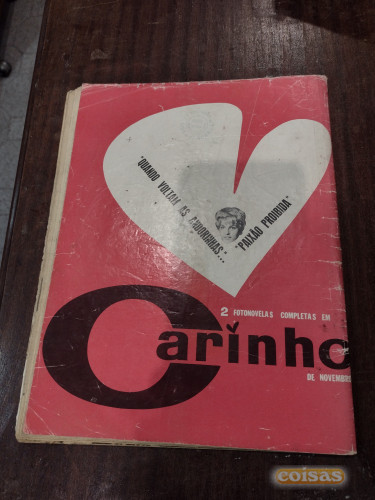 "QUANDO VOLTAM AS ANDORINHAS..."
"PAIXÃO PROIBIDA"
2 FOTONOVELAS COMPLETAS EM
Carinho
DE NOVEMBRO
coisas